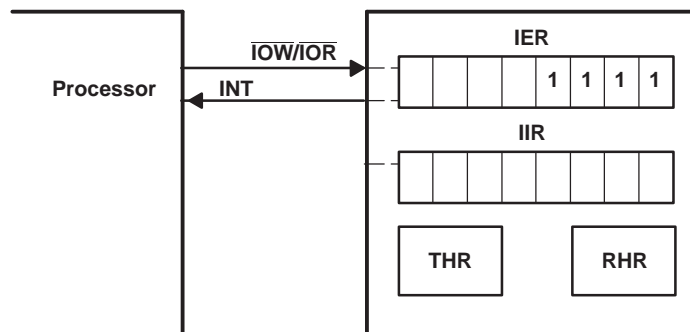 IER
IOW/IOR
1 1 1 1
Processor
INT
IIR
THR
RHR